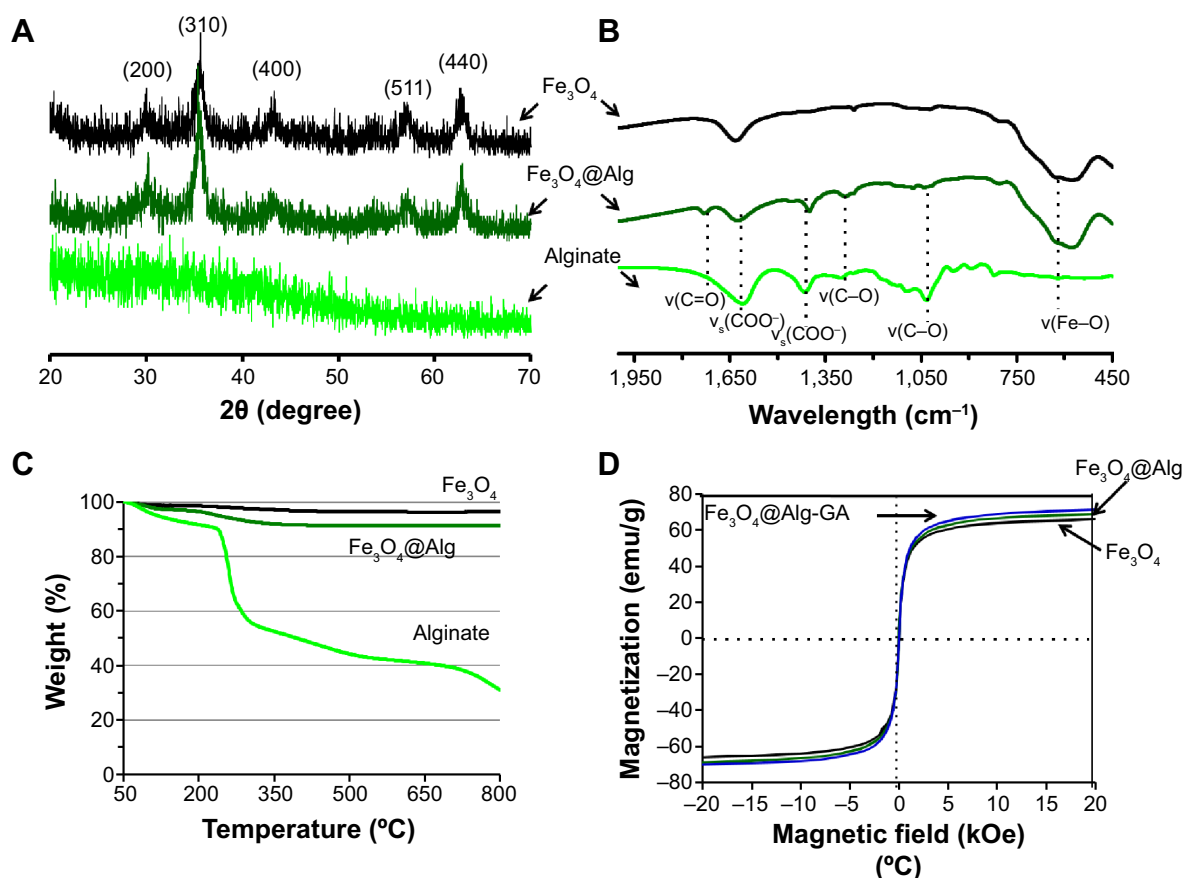 A
(200)
(310)
(400)
(511)
(440)
Fe₃O₄
Fe₃O₄@Alg
Alginate
20
30
40
50
60
70
2θ (degree)
B
ν(C=O)
νₛ(COO⁻)
νₛ(COO⁻)
ν(C–O)
ν(C–O)
ν(Fe–O)
1,950
1,650
1,350
1,050
750
450
Wavelength (cm⁻¹)
C
Weight (%)
100
80
60
40
20
0
Fe₃O₄
Fe₃O₄@Alg
Alginate
50
200
350
500
650
800
Temperature (ºC)
D
Magnetization (emu/g)
80
60
40
20
0
–20
–40
–60
–80
Fe₃O₄@Alg-GA
Fe₃O₄@Alg
Fe₃O₄
–20
–15
–10
–5
0
5
10
15
20
Magnetic field (kOe)
(ºC)